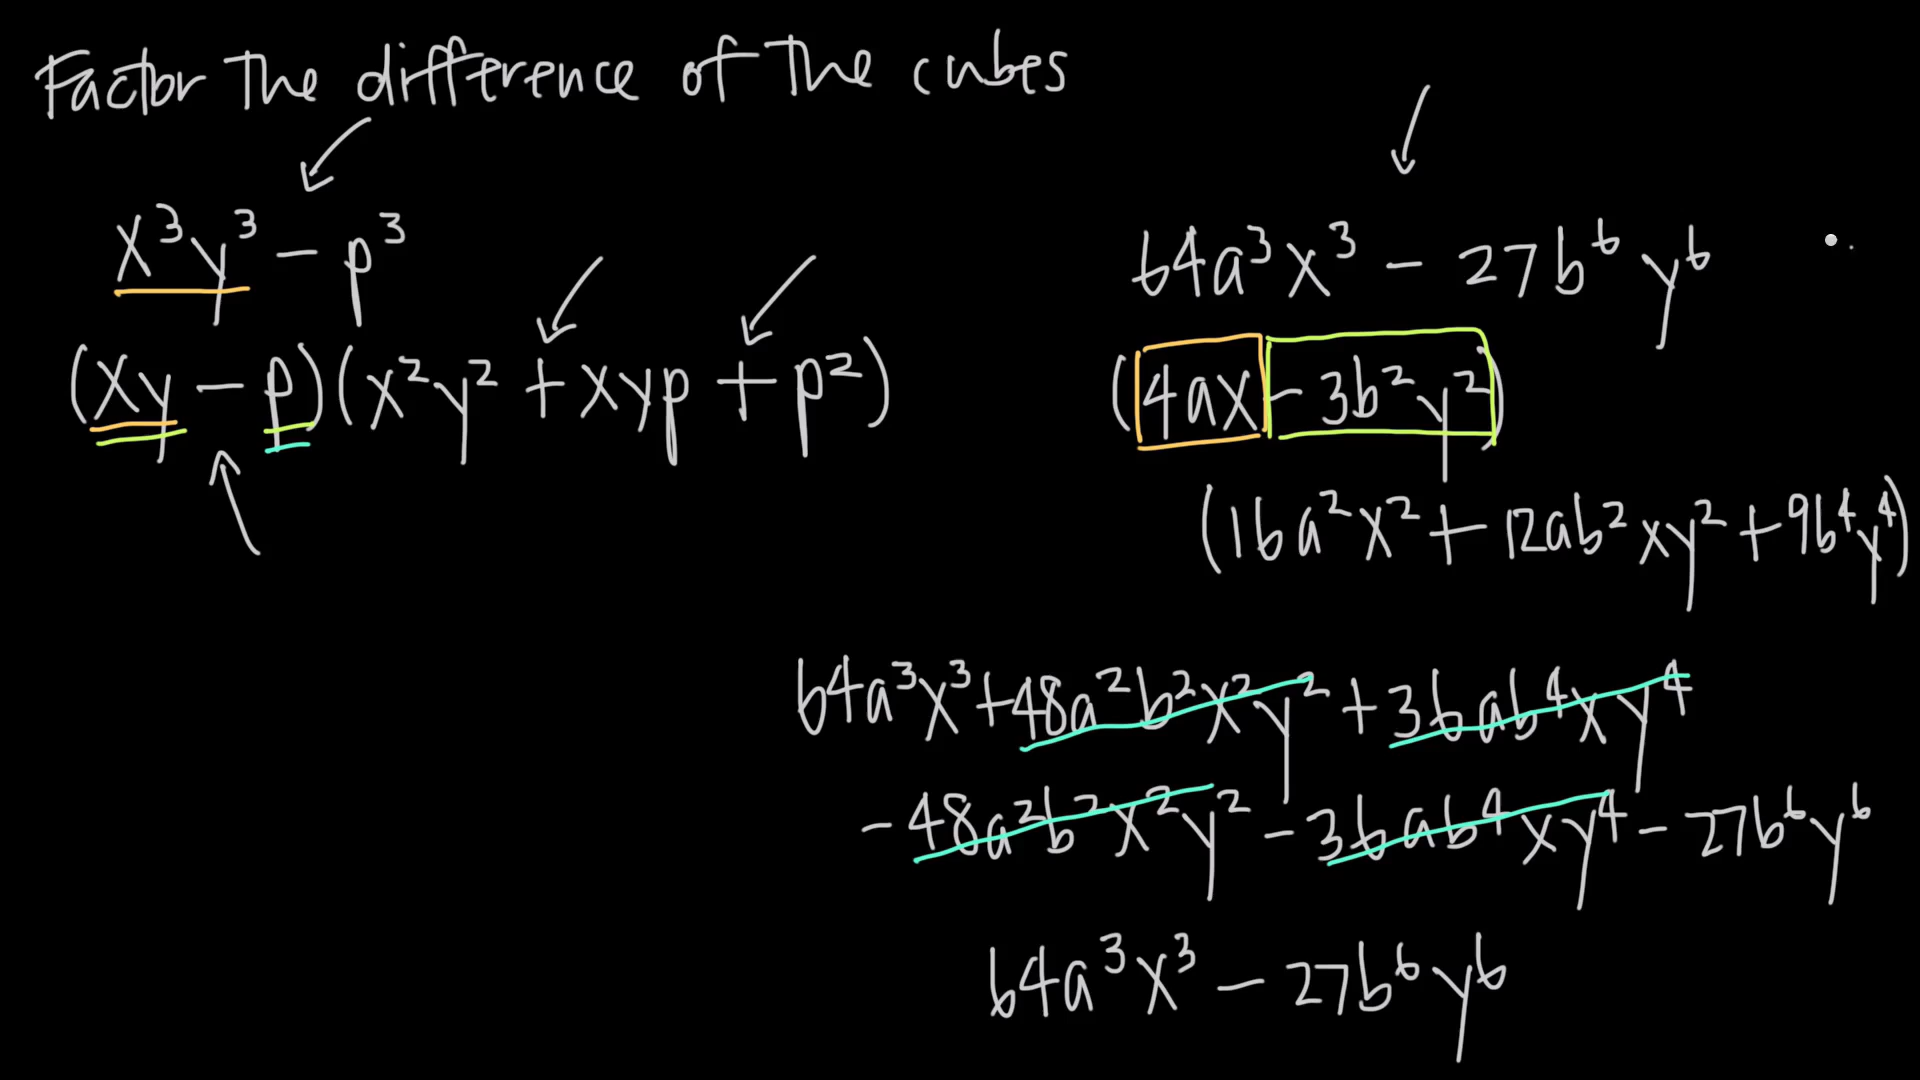 Factor The difference of The cubes
x³y³ - p³
(xy - p)(x²y² + xyp + p²)
64a³x³ - 27b⁶y⁶
(4ax - 3b²y²)
(16a²x² + 12ab²xy² + 9b⁴y⁴)
64a³x³ + 48a²b²x²y² + 36ab⁴xy⁴
- 48a²b²x²y² - 36ab⁴xy⁴ - 27b⁶y⁶
64a³x³ - 27b⁶y⁶